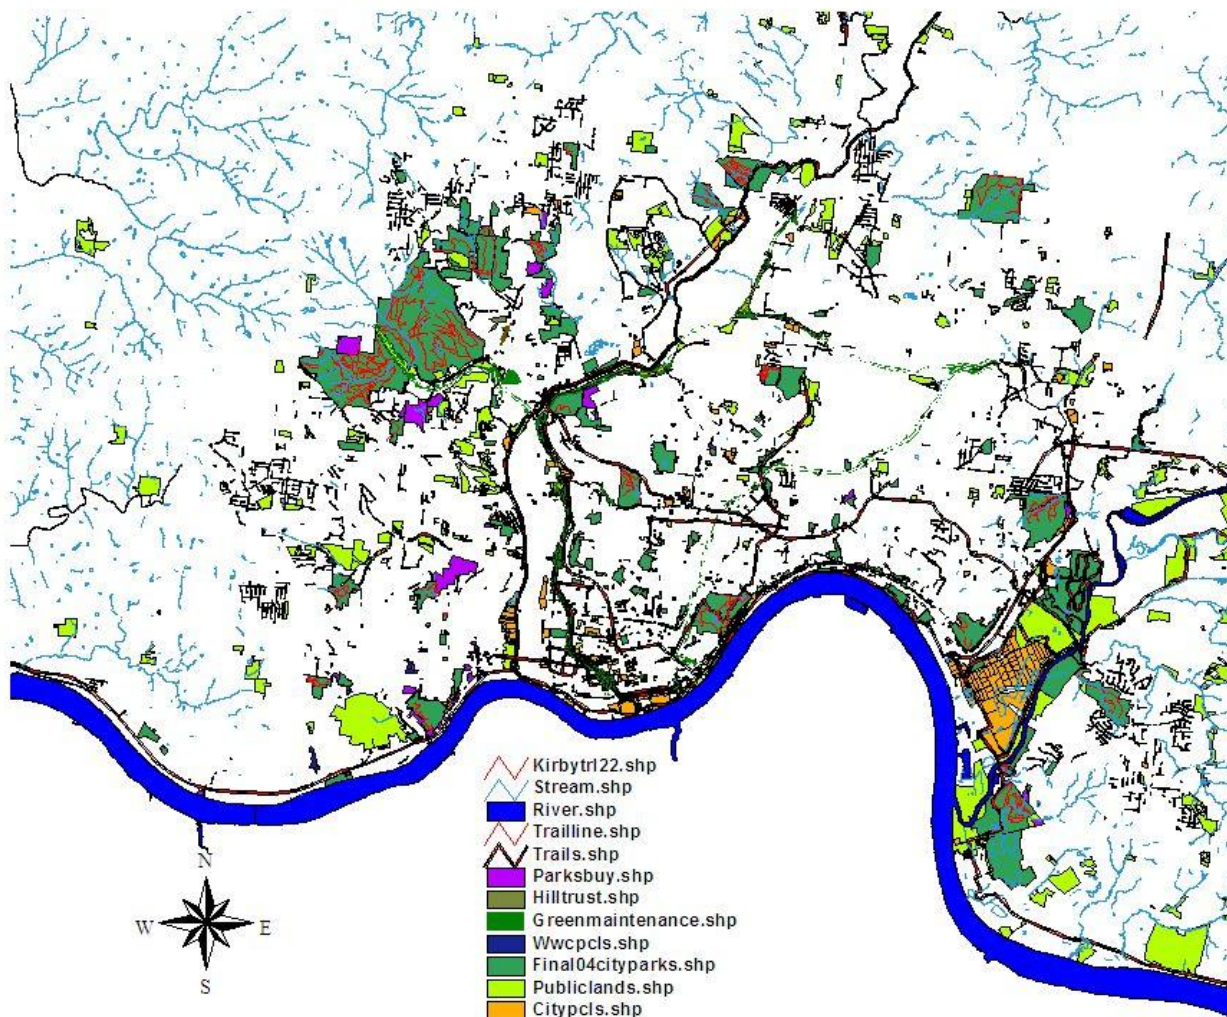 Kirbytrl22.shp
Stream.shp
River.shp
Trailline.shp
Trails.shp
Parksbuy.shp
Hilltrust.shp
Greenmaintenance.shp
Wwcpcls.shp
Final04cityparks.shp
Publiclands.shp
Citypcls.shp
N
W E
S